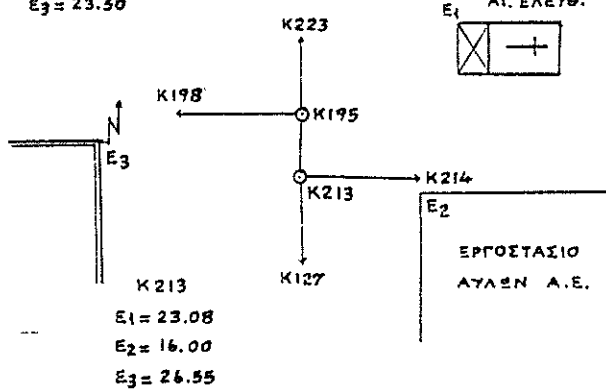 E3 = 23.50
E1 ΑΓ. ΕΛΕΥΘ.
K223
K198
K195
N
E3
K213
K214
E2
K127
ΕΡΓΟΣΤΑΣΙΟ
ΑΥΛΩΝ Α.Ε.
K213
E1 = 23.08
E2 = 16.00
E3 = 26.55